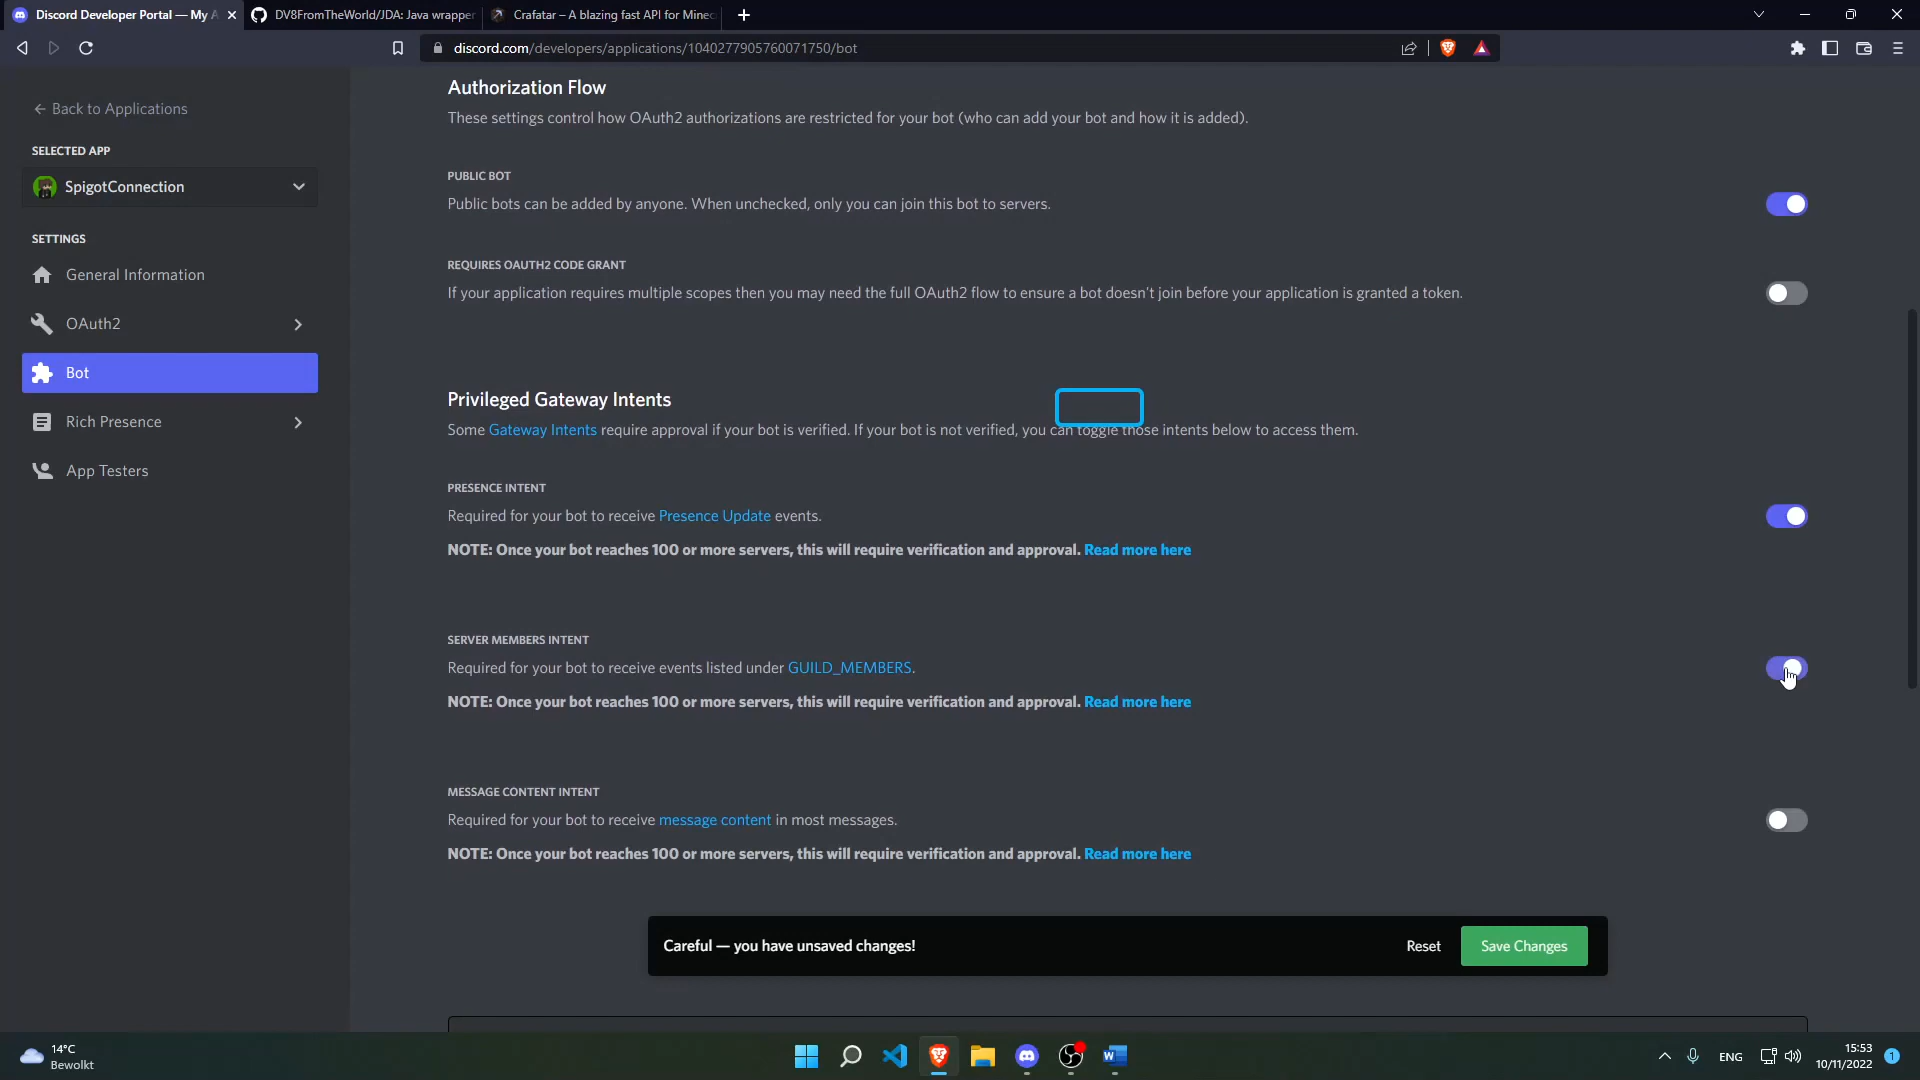 Discord Developer Portal — My A
DV8FromTheWorld/JDA: Java wrapper
Crafatar – A blazing fast API for Minec
discord.com/developers/applications/1040277905760071750/bot
Back to Applications
SELECTED APP
SpigotConnection
SETTINGS
General Information
OAuth2
Bot
Rich Presence
App Testers
Authorization Flow
These settings control how OAuth2 authorizations are restricted for your bot (who can add your bot and how it is added).
PUBLIC BOT
Public bots can be added by anyone. When unchecked, only you can join this bot to servers.
REQUIRES OAUTH2 CODE GRANT
If your application requires multiple scopes then you may need the full OAuth2 flow to ensure a bot doesn't join before your application is granted a token.
Privileged Gateway Intents
Some Gateway Intents require approval if your bot is verified. If your bot is not verified, you can toggle those intents below to access them.
PRESENCE INTENT
Required for your bot to receive Presence Update events.
NOTE: Once your bot reaches 100 or more servers, this will require verification and approval. Read more here
SERVER MEMBERS INTENT
Required for your bot to receive events listed under GUILD_MEMBERS.
NOTE: Once your bot reaches 100 or more servers, this will require verification and approval. Read more here
MESSAGE CONTENT INTENT
Required for your bot to receive message content in most messages.
NOTE: Once your bot reaches 100 or more servers, this will require verification and approval. Read more here
Careful — you have unsaved changes!
Reset
Save Changes
14°C
Bewolkt
ENG
15:53
10/11/2022
1